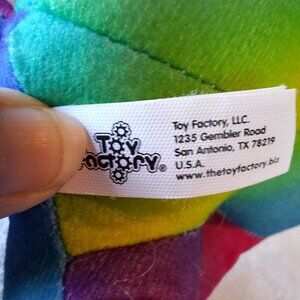 Toy
Factory®
Toy Factory, LLC.
1235 Gembler Road
San Antonio, TX 78219
U.S.A.
www.thetoyfactory.biz